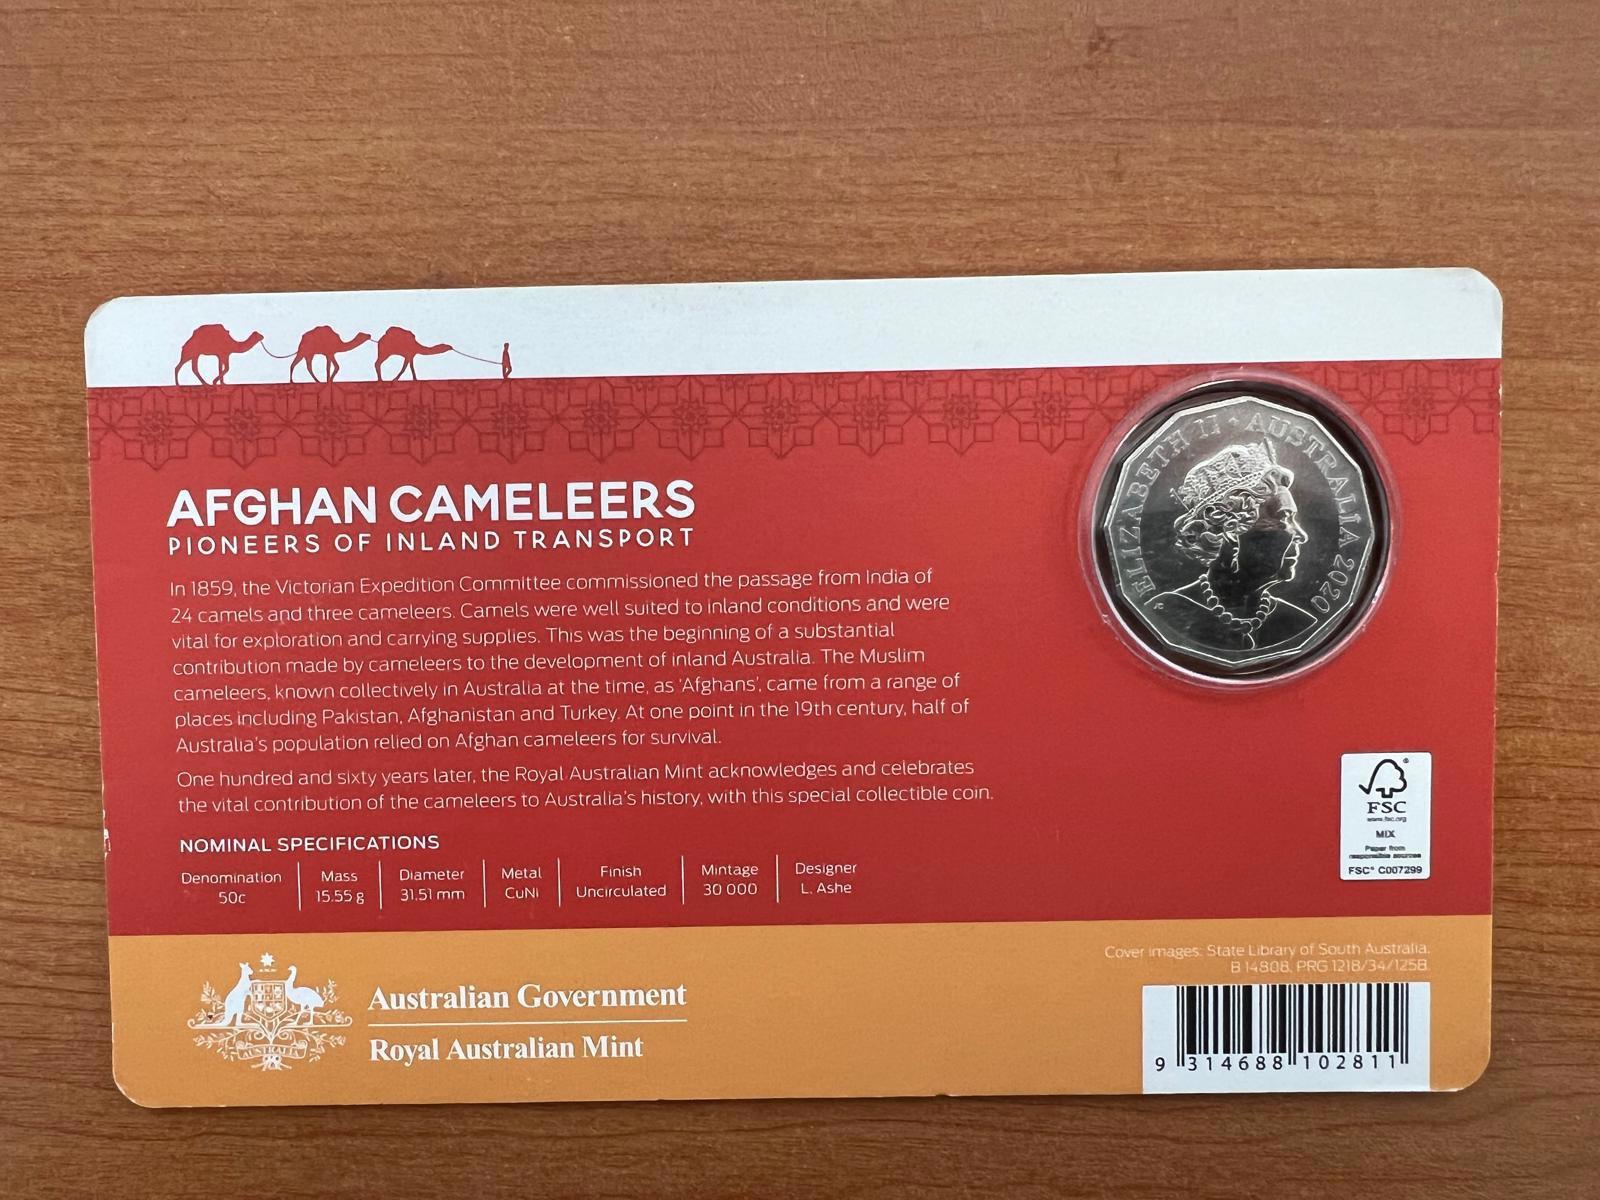 ELIZABETH II • AUSTRALIA 2020
AFGHAN CAMELEERS
PIONEERS OF INLAND TRANSPORT
In 1859, the Victorian Expedition Committee commissioned the passage from India of
24 camels and three cameleers. Camels were well suited to inland conditions and were
vital for exploration and carrying supplies. This was the beginning of a substantial
contribution made by cameleers to the development of inland Australia. The Muslim
cameleers, known collectively in Australia at the time, as 'Afghans', came from a range of
places including Pakistan, Afghanistan and Turkey. At one point in the 19th century, half of
Australia's population relied on Afghan cameleers for survival.
One hundred and sixty years later, the Royal Australian Mint acknowledges and celebrates
the vital contribution of the cameleers to Australia's history, with this special collectible coin.
NOMINAL SPECIFICATIONS
Denomination
50c
Mass
15.55 g
Diameter
31.51 mm
Metal
CuNi
Finish
Uncirculated
Mintage
30 000
Designer
L. Ashe
FSC
www.fsc.org
MIX
Paper from
responsible sources
FSC® C007299
AUSTRALIA
Australian Government
Royal Australian Mint
Cover images: State Library of South Australia.
B 14808, PRG 1218/34/1258.
9 314688 102811